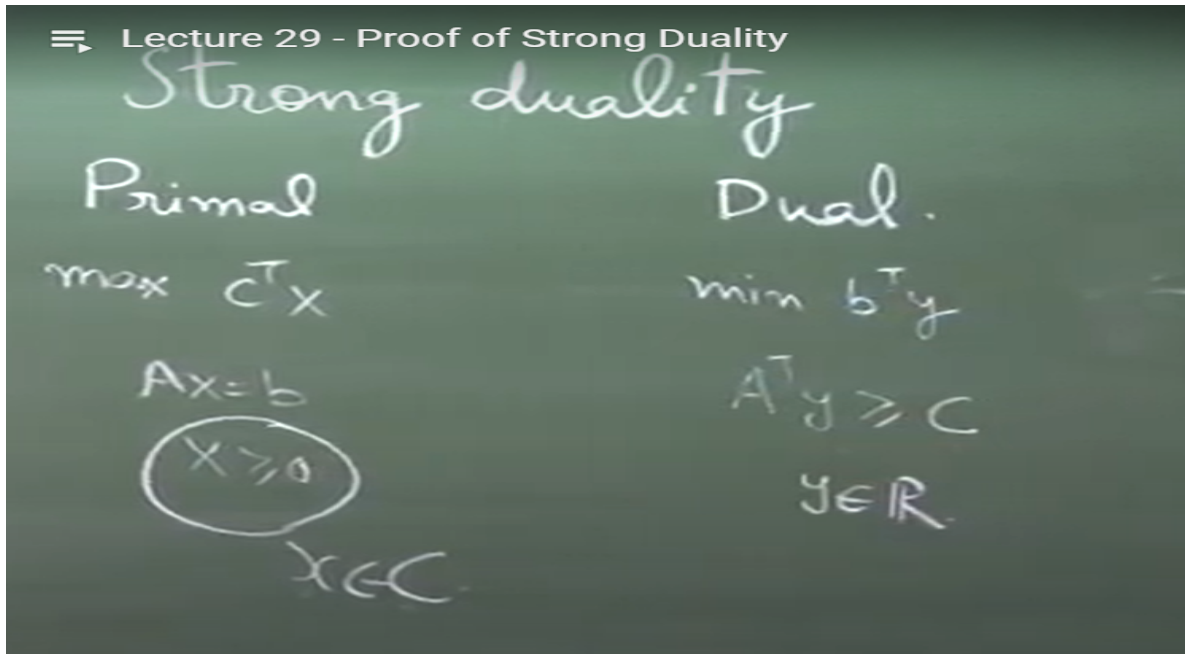 Lecture 29 - Proof of Strong Duality
Strong duality
Primal
max cᵀx
Ax=b
x⩾0
x∈C
Dual.
min bᵀy
Aᵀy ⩾ C
y∈ℝ.